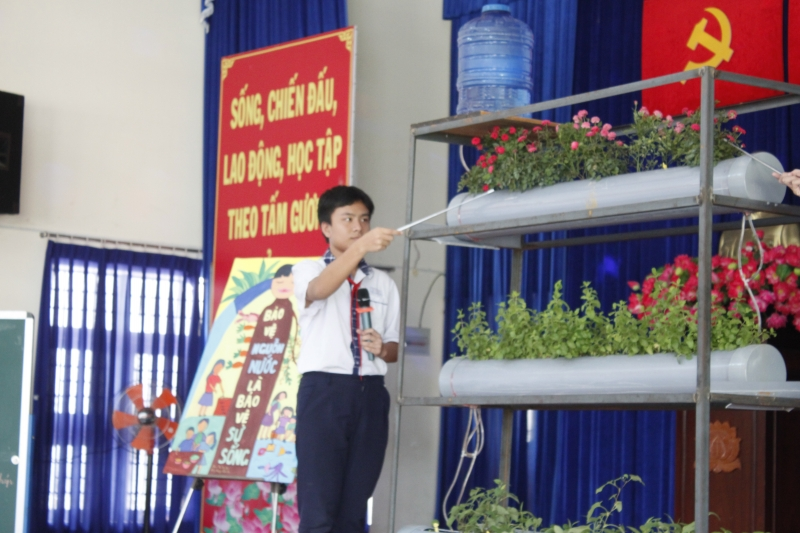 SỐNG, CHIẾN ĐẤU,
LAO ĐỘNG, HỌC TẬP
THEO TẤM GƯƠ
BẢO
VỆ
NGUỒN
NƯỚC
LÀ
BẢO
VỆ
SỰ
SỐNG